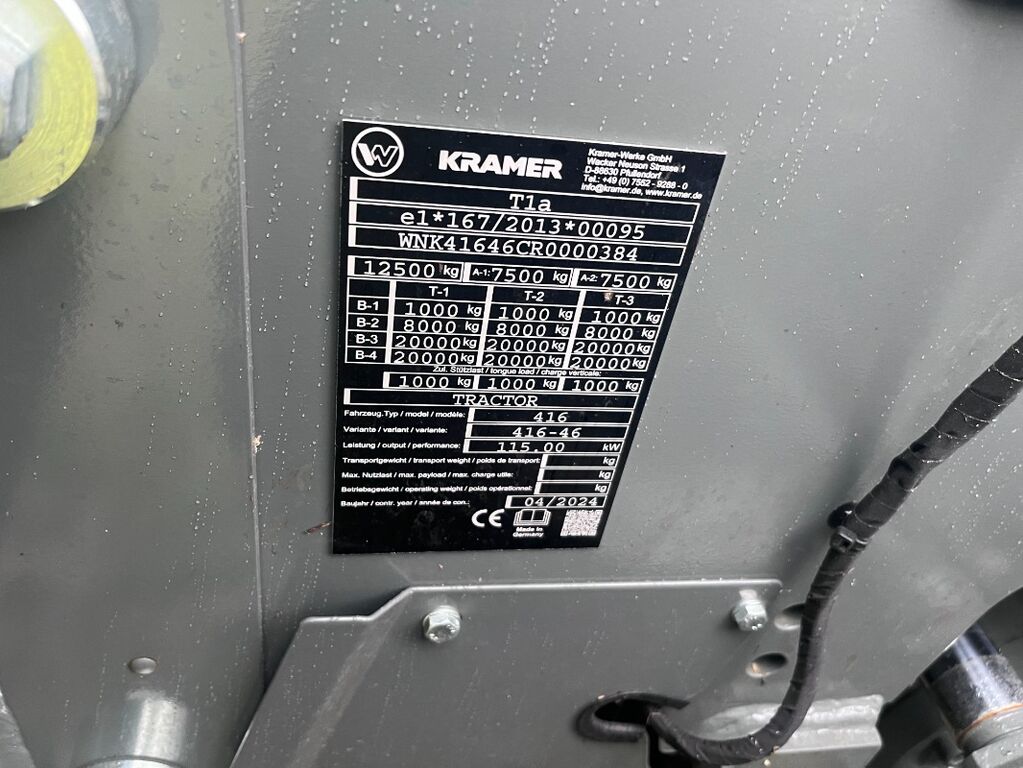 KRAMER
Kramer-Werke GmbH
Wacker Neuson Strasse 1
D-88630 Pfullendorf
Tel.: +49 (0) 7552 - 9288 - 0
info@kramer.de, www.kramer.de
T1a
e1*167/2013*00095
WNK41646CR0000384
12500 kg A-1: 7500 kg A-2: 7500 kg
T-1 T-2 T-3
B-1 1000 kg 1000 kg 1000 kg
B-2 8000 kg 8000 kg 8000 kg
B-3 20000 kg 20000 kg 20000 kg
B-4 20000 kg 20000 kg 20000 kg
Zul. Stützlast / tongue load / charge verticale:
1000 kg 1000 kg 1000 kg
TRACTOR
Fahrzeug.Typ / model / modèle: 416
Variante / variant / variante: 416-46
Leistung / output / performance: 115.00 kW
Transportgewicht / transport weight / poids de transport: kg
Max. Nutzlast / max. payload / max. charge utile: kg
Betriebsgewicht / operating weight / poids opérationnel: kg
Baujahr / contr. year / année de con.: 04/2024
CE
Made in
Germany